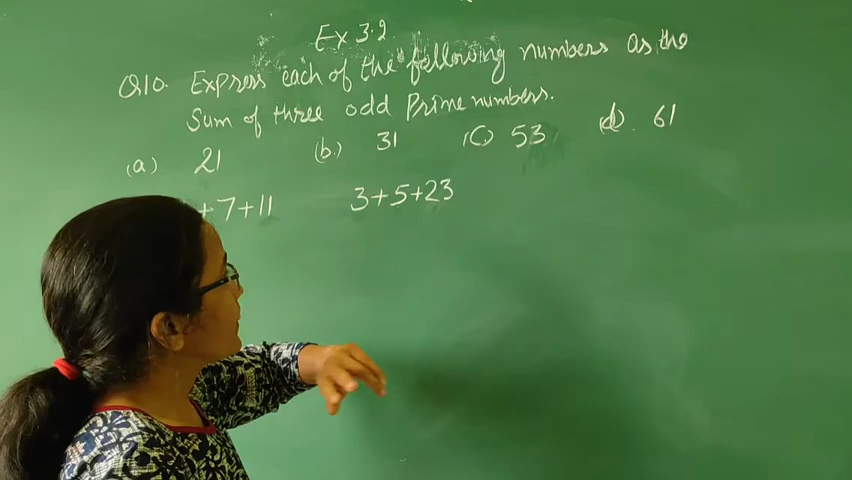 Ex 3.2
Q10. Express each of the following numbers as the
Sum of three odd Prime numbers.
(a) 21 (b.) 31 (C) 53 (d). 61
+7+11 3+5+23